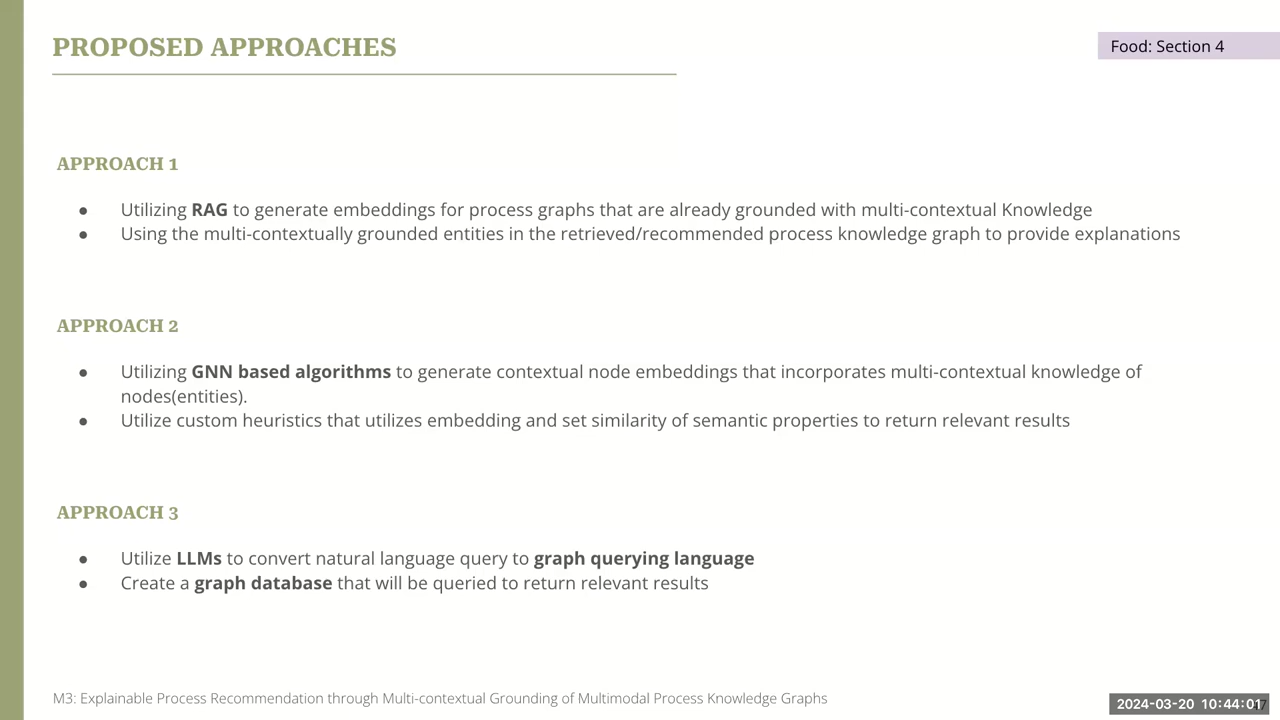 PROPOSED APPROACHES
Food: Section 4
APPROACH 1
● Utilizing RAG to generate embeddings for process graphs that are already grounded with multi-contextual Knowledge
● Using the multi-contextually grounded entities in the retrieved/recommended process knowledge graph to provide explanations
APPROACH 2
● Utilizing GNN based algorithms to generate contextual node embeddings that incorporates multi-contextual knowledge of
nodes(entities).
● Utilize custom heuristics that utilizes embedding and set similarity of semantic properties to return relevant results
APPROACH 3
● Utilize LLMs to convert natural language query to graph querying language
● Create a graph database that will be queried to return relevant results
M3: Explainable Process Recommendation through Multi-contextual Grounding of Multimodal Process Knowledge Graphs
2024-03-20 10:44:01